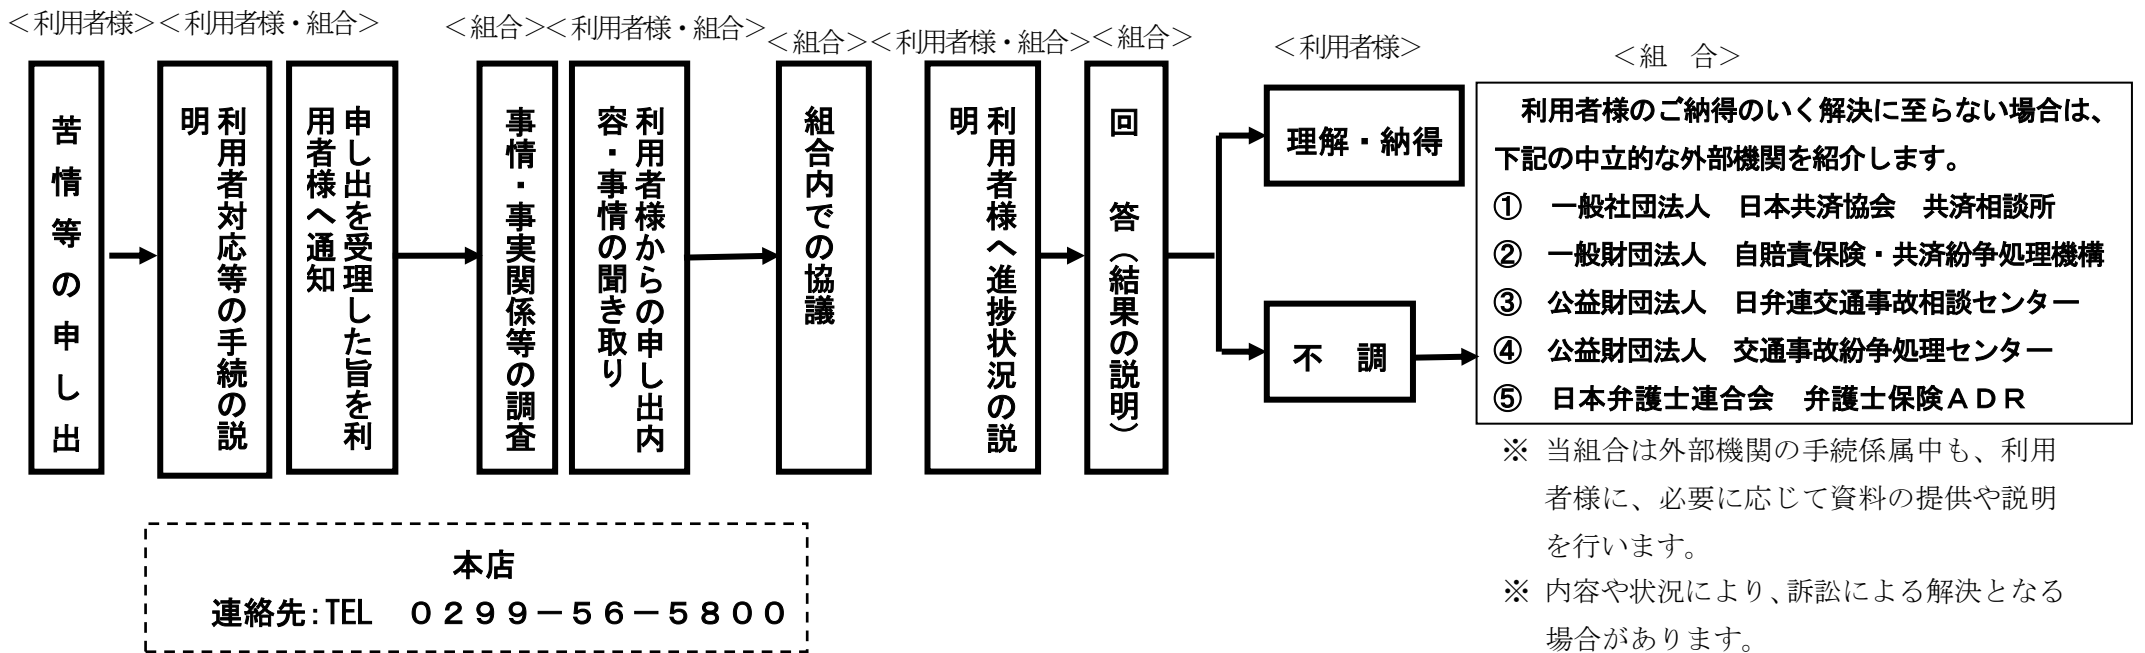 ＜利用者様＞
＜利用者様・組合＞
＜組合＞
＜利用者様・組合＞
＜組合＞
＜利用者様・組合＞
＜組合＞
＜利用者様＞
＜組　合＞
苦情等の申し出
利用者対応等の手続の説
明
申し出を受理した旨を利
用者様へ通知
事情・事実関係等の調査
利用者様からの申し出内
容・事情の聞き取り
組合内での協議
利用者様へ進捗状況の説
明
回　答（結果の説明）
理解・納得
不　調
利用者様のご納得のいく解決に至らない場合は、
下記の中立的な外部機関を紹介します。
①　一般社団法人　日本共済協会　共済相談所
②　一般財団法人　自賠責保険・共済紛争処理機構
③　公益財団法人　日弁連交通事故相談センター
④　公益財団法人　交通事故紛争処理センター
⑤　日本弁護士連合会　弁護士保険ＡＤＲ
※ 当組合は外部機関の手続係属中も、利用
者様に、必要に応じて資料の提供や説明
を行います。
※ 内容や状況により、訴訟による解決となる
場合があります。
本店
連絡先：TEL　０２９９－５６－５８００